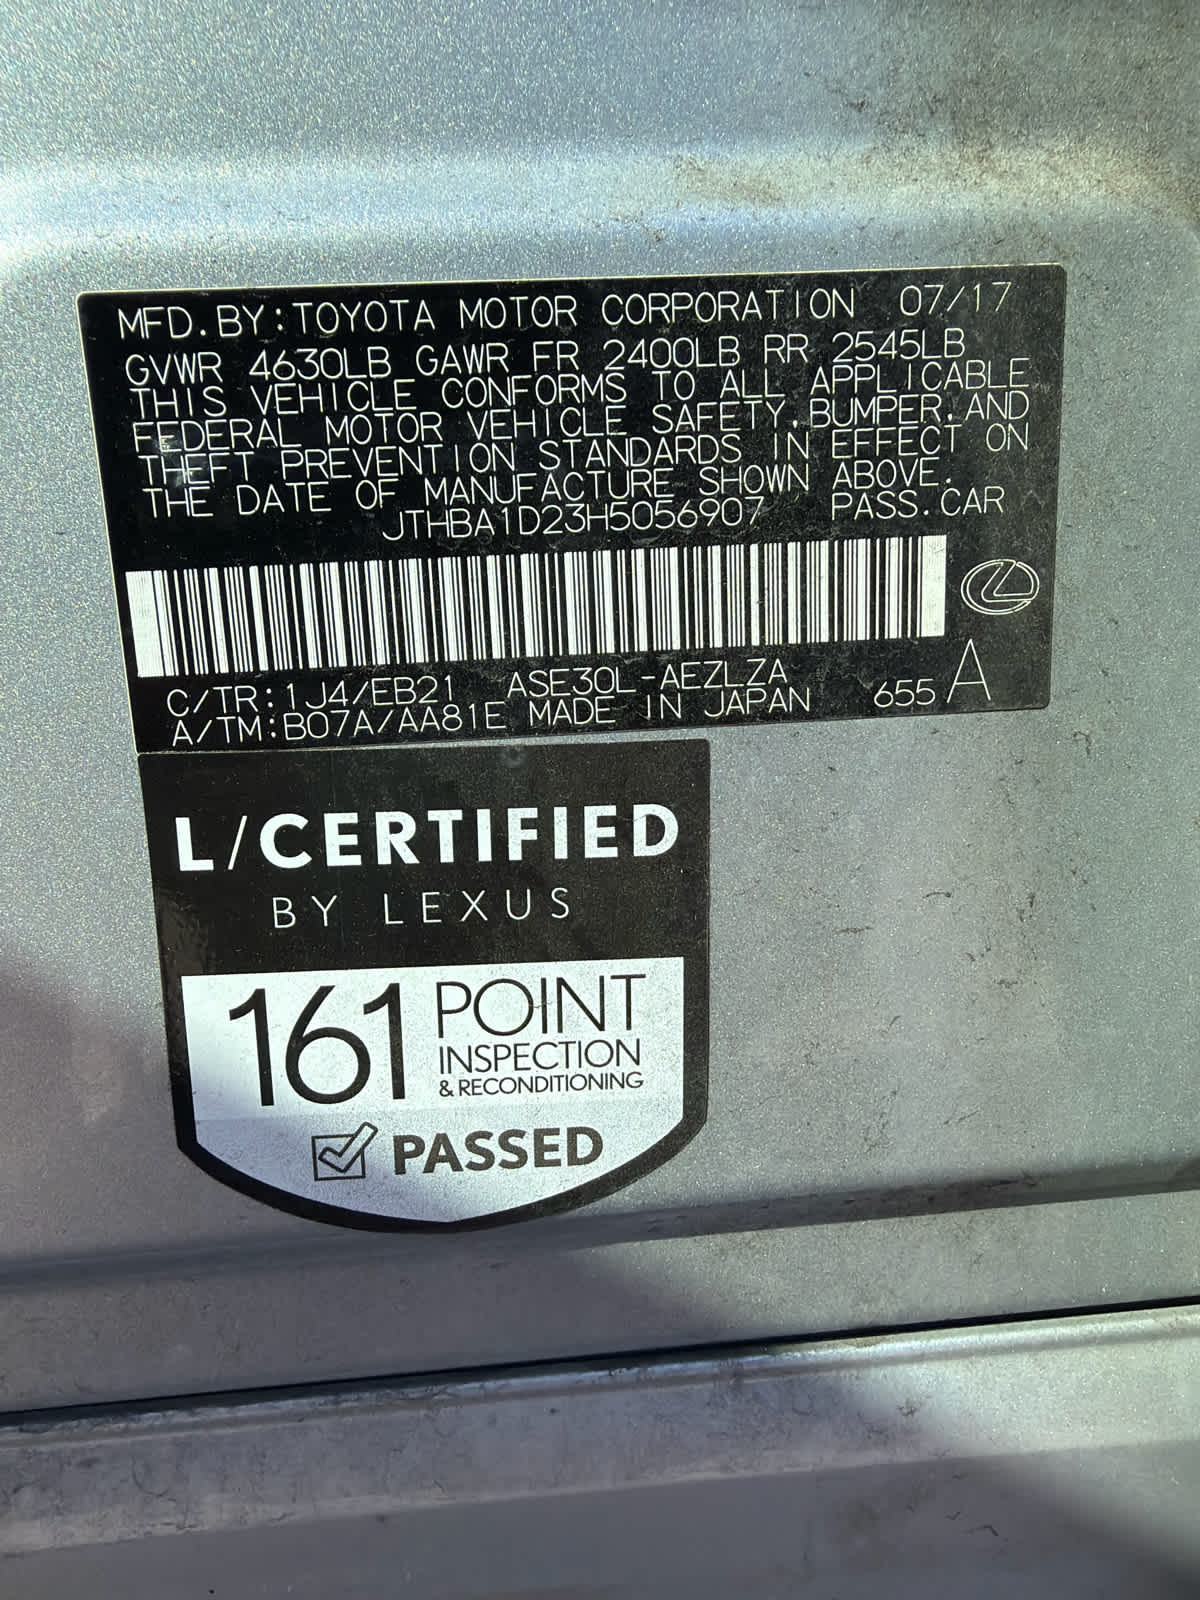 MFD. BY: TOYOTA MOTOR CORPORATION 07/17
GVWR 4630LB GAWR FR 2400LB RR 2545LB
THIS VEHICLE CONFORMS TO ALL APPLICABLE
FEDERAL MOTOR VEHICLE SAFETY, BUMPER, AND
THEFT PREVENTION STANDARDS IN EFFECT ON
THE DATE OF MANUFACTURE SHOWN ABOVE.
JTHBA1D23H5056907 PASS. CAR
C/TR: 1J4/EB21 ASE30L-AEZLZA
A/TM: B07A/AA81E MADE IN JAPAN 655 A
L/CERTIFIED
BY LEXUS
161 POINT
INSPECTION
& RECONDITIONING
PASSED